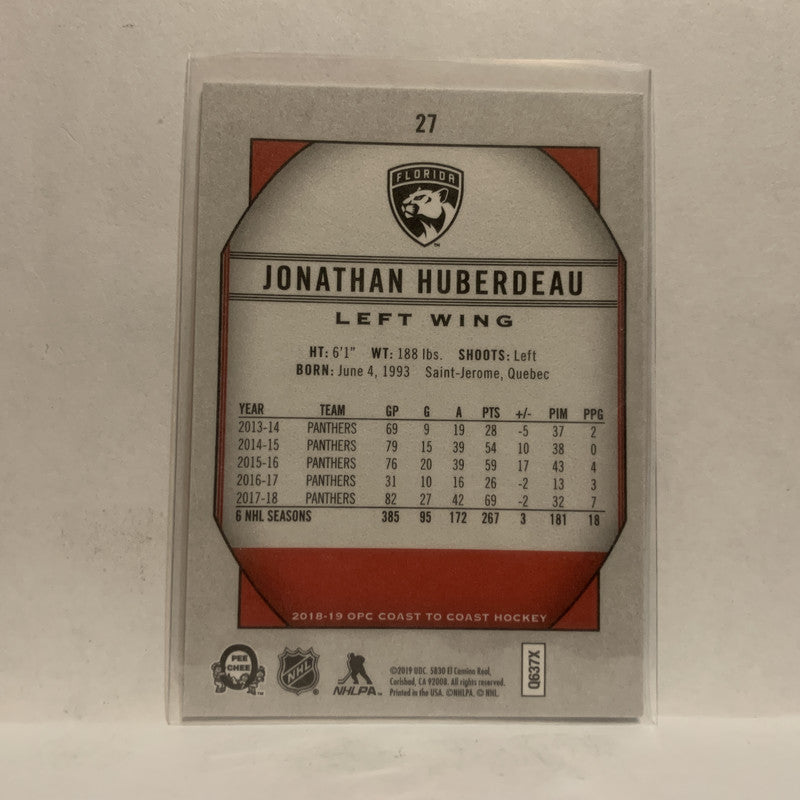 27
FLORIDA
TM
JONATHAN HUBERDEAU
LEFT WING
HT: 6'1" WT: 188 lbs. SHOOTS: Left
BORN: June 4, 1993 Saint-Jerome, Quebec
YEAR TEAM GP G A PTS +/- PIM PPG
2013-14 PANTHERS 69 9 19 28 -5 37 2
2014-15 PANTHERS 79 15 39 54 10 38 0
2015-16 PANTHERS 76 20 39 59 17 43 4
2016-17 PANTHERS 31 10 16 26 -2 13 3
2017-18 PANTHERS 82 27 42 69 -2 32 7
6 NHL SEASONS 385 95 172 267 3 181 18
2018-19 OPC COAST TO COAST HOCKEY
O PEE CHEE TM
NHL
NHLPA TM
©2019 UDC. 5830 El Camino Real,
Carlsbad, CA 92008. All rights reserved.
Printed in the USA. ©NHLPA. © NHL.
Q637X